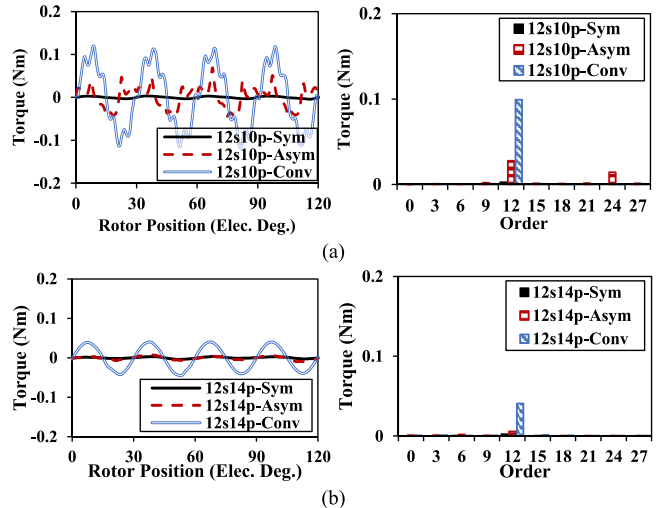 0.2
0.1
0
-0.1
-0.2
Torque (Nm)
12s10p-Sym
12s10p-Asym
12s10p-Conv
0 30 60 90 120
Rotor Position (Elec. Deg.)
0.2
0.1
0
Torque (Nm)
12s10p-Sym
12s10p-Asym
12s10p-Conv
0 3 6 9 12 15 18 21 24 27
Order
(a)
0.2
0.1
0
-0.1
-0.2
Torque (Nm)
12s14p-Sym
12s14p-Asym
12s14p-Conv
0 30 60 90 120
Rotor Position (Elec. Deg.)
0.2
0.1
0
Torque (Nm)
12s14p-Sym
12s14p-Asym
12s14p-Conv
0 3 6 9 12 15 18 21 24 27
Order
(b)